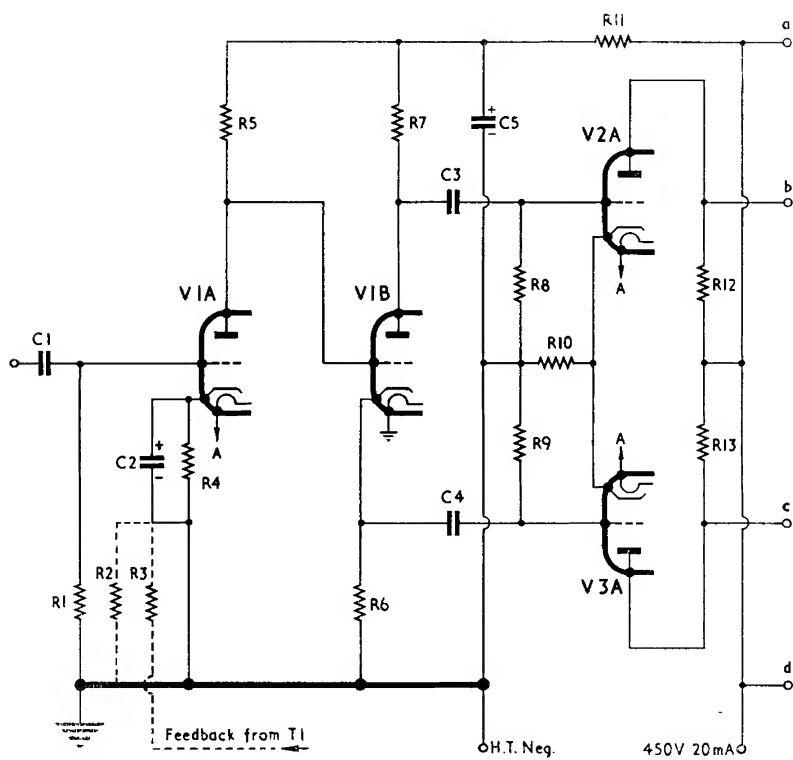 R11
a
R5
R7
+
C5
-
V2A
C3
b
A
V1A
V1B
R8
R12
C1
R10
A
+
C2
-
R4
R9
A
R13
C4
c
R2
R3
V3A
R1
R6
d
Feedback from T1
H.T. Neg.
450V 20mA